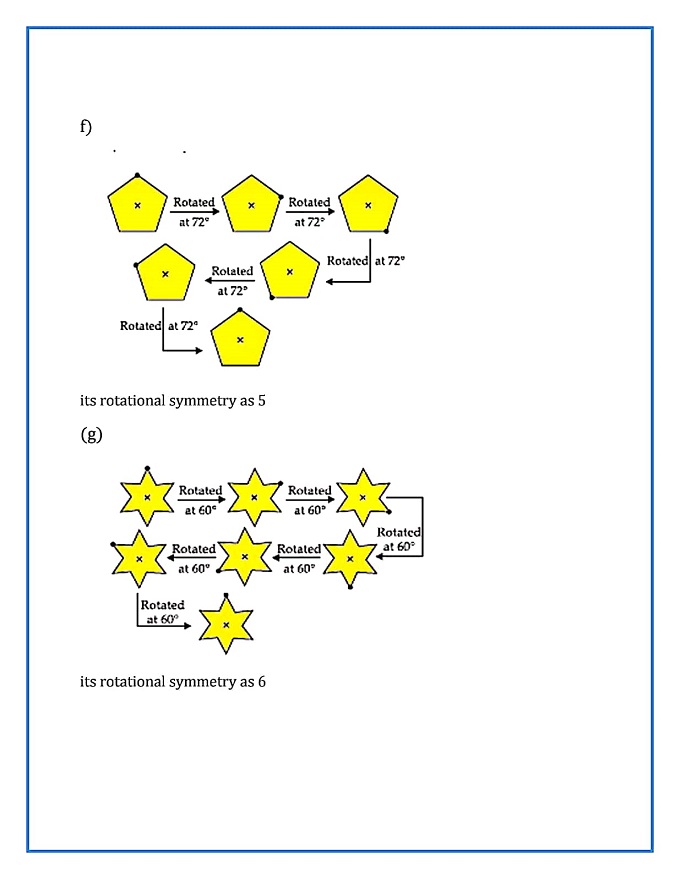 f)
Rotated Rotated
at 72° at 72°
Rotated at 72°
Rotated
at 72°
Rotated at 72°
its rotational symmetry as 5
(g)
Rotated Rotated
at 60° at 60°
Rotated
at 60°
Rotated Rotated
at 60° at 60°
Rotated
at 60°
its rotational symmetry as 6